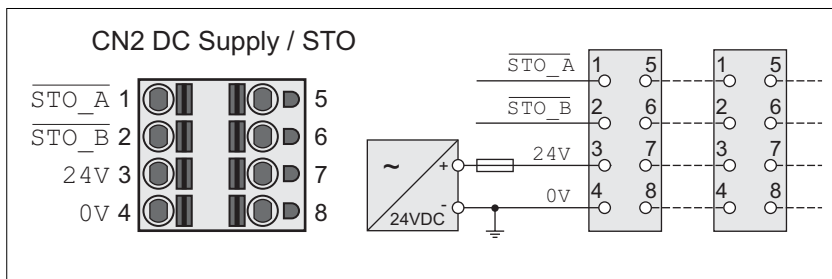 CN2 DC Supply / STO
STO_A 1 5
STO_B 2 6
24V 3 7
0V 4 8
STO_A 1 5 1 5
STO_B 2 6 2 6
~ + 24V 3 7 3 7
- 0V 4 8 4 8
24VDC